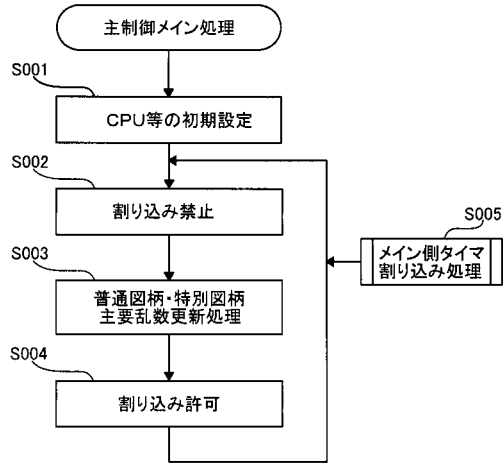 主制御メイン処理
S001
CPU等の初期設定
S002
割り込み禁止
S005
メイン側タイマ
割り込み処理
S003
普通図柄・特別図柄
主要乱数更新処理
S004
割り込み許可